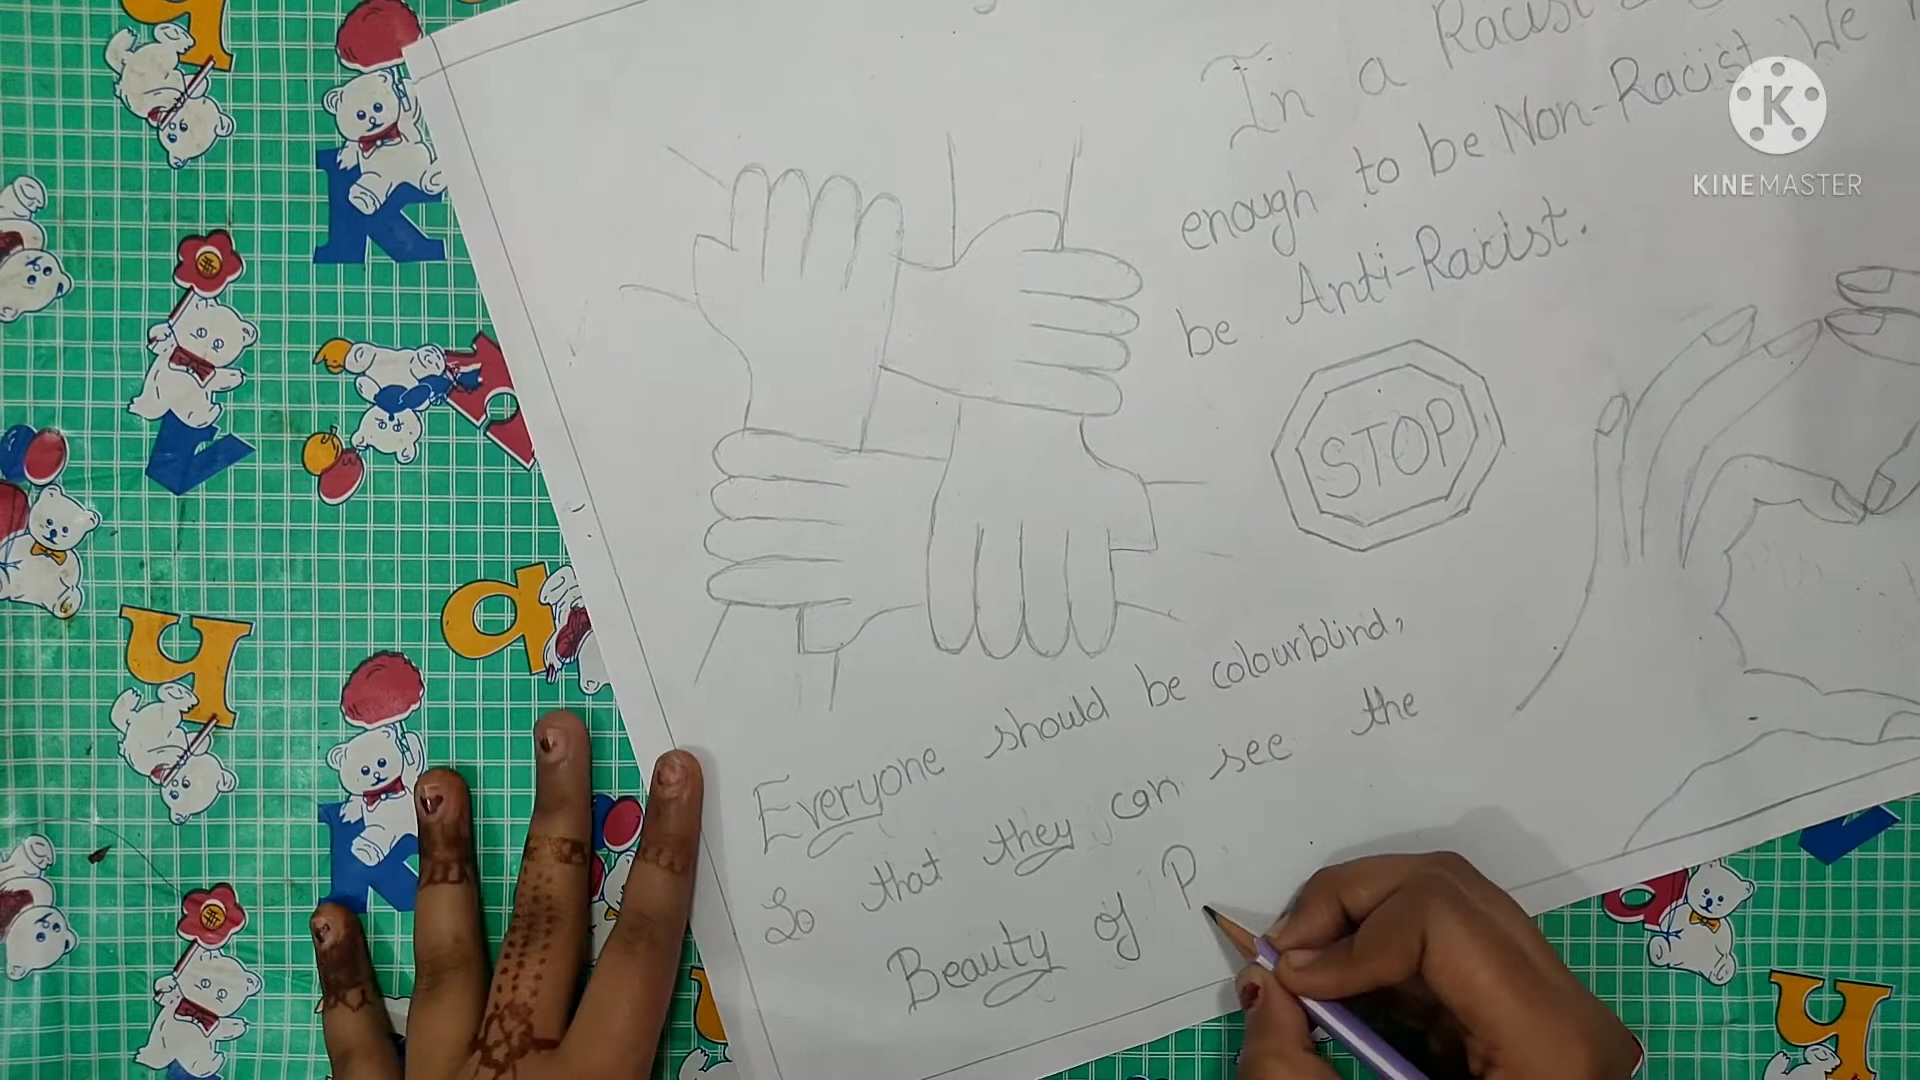 In a Racist
enough to be Non-Racist. We
be Anti-Racist.
STOP
Everyone should be colourblind,
So that they can see the
Beauty of P
K
KINEMASTER